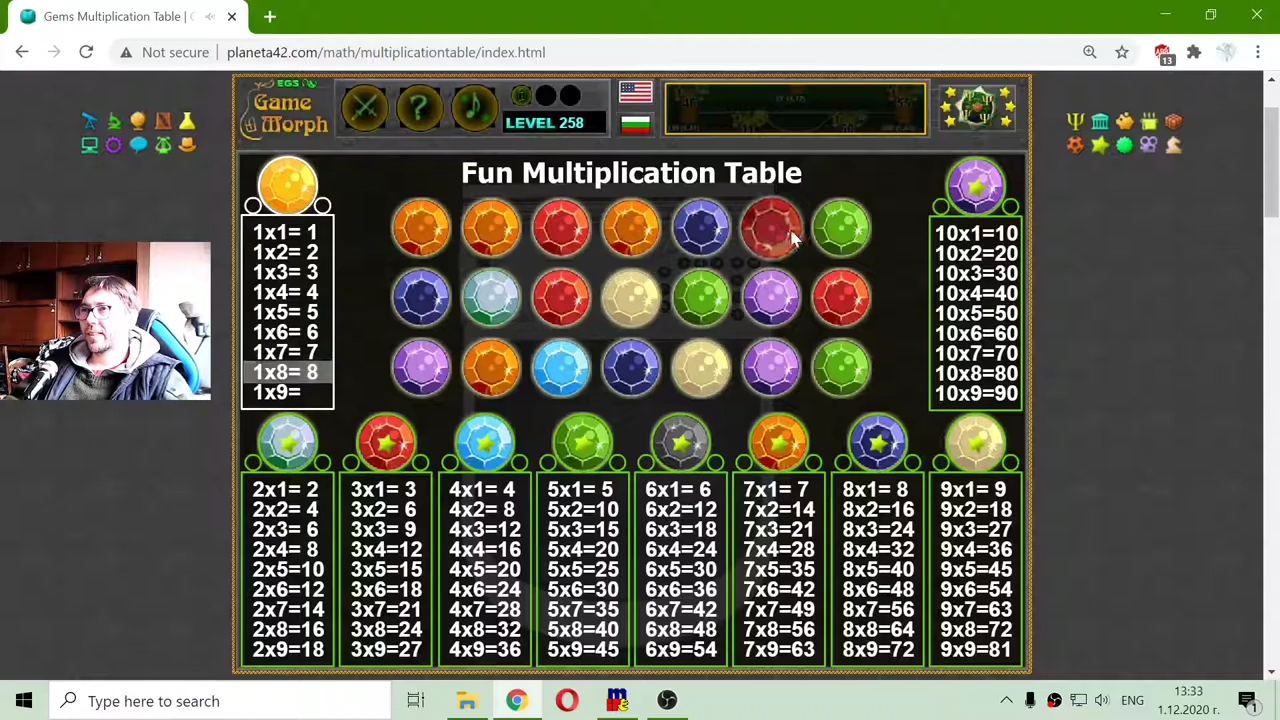 Gems Multiplication Table |
Not secure planeta42.com/math/multiplicationtable/index.html
13
EGS
Game Morph
?
LEVEL 258
Fun Multiplication Table
1x1= 1
1x2= 2
1x3= 3
1x4= 4
1x5= 5
1x6= 6
1x7= 7
1x8= 8
1x9=
10x1=10
10x2=20
10x3=30
10x4=40
10x5=50
10x6=60
10x7=70
10x8=80
10x9=90
2x1= 2 3x1= 3 4x1= 4 5x1= 5 6x1= 6 7x1= 7 8x1= 8 9x1= 9
2x2= 4 3x2= 6 4x2= 8 5x2=10 6x2=12 7x2=14 8x2=16 9x2=18
2x3= 6 3x3= 9 4x3=12 5x3=15 6x3=18 7x3=21 8x3=24 9x3=27
2x4= 8 3x4=12 4x4=16 5x4=20 6x4=24 7x4=28 8x4=32 9x4=36
2x5=10 3x5=15 4x5=20 5x5=25 6x5=30 7x5=35 8x5=40 9x5=45
2x6=12 3x6=18 4x6=24 5x6=30 6x6=36 7x6=42 8x6=48 9x6=54
2x7=14 3x7=21 4x7=28 5x7=35 6x7=42 7x7=49 8x7=56 9x7=63
2x8=16 3x8=24 4x8=32 5x8=40 6x8=48 7x8=56 8x8=64 9x8=72
2x9=18 3x9=27 4x9=36 5x9=45 6x9=54 7x9=63 8x9=72 9x9=81
Type here to search
ЕНГ
13:33
1.12.2020 г.
1